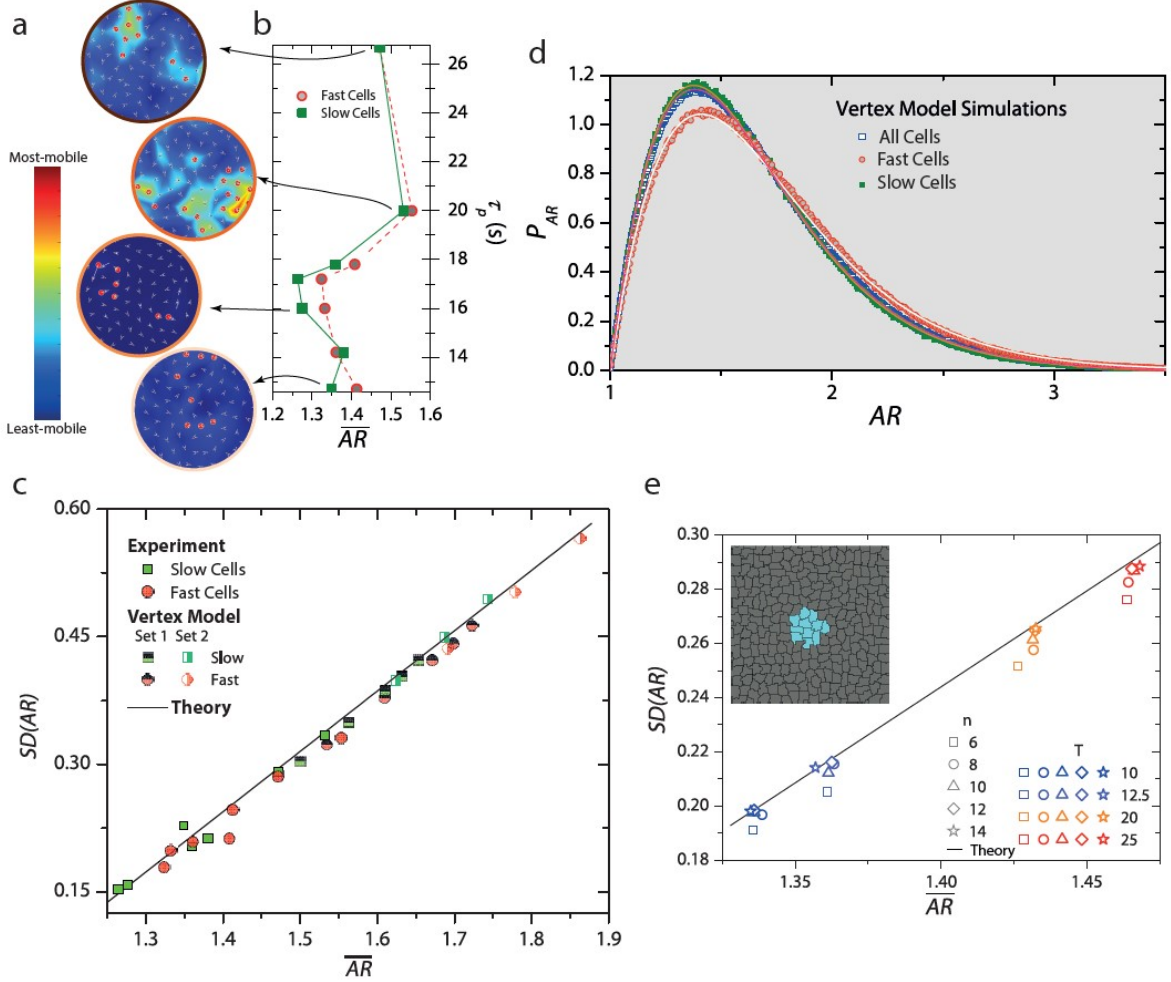 a
Most-mobile
Least-mobile
b
Fast Cells
Slow Cells
26
24
22
20
18
16
14
τp (s)
1.2 1.3 1.4 1.5 1.6
AR
d
Vertex Model Simulations
All Cells
Fast Cells
Slow Cells
1.2
1.0
0.8
0.6
0.4
0.2
0.0
PAR
1 2 3
AR
c
0.60
0.45
0.30
0.15
SD(AR)
Experiment
Slow Cells
Fast Cells
Vertex Model
Set 1 Set 2
Slow
Fast
Theory
1.3 1.4 1.5 1.6 1.7 1.8 1.9
AR
e
0.30
0.28
0.26
0.24
0.22
0.20
0.18
SD(AR)
n
6
8
10
12
14
Theory
T
10
12.5
20
25
1.35 1.40 1.45
AR